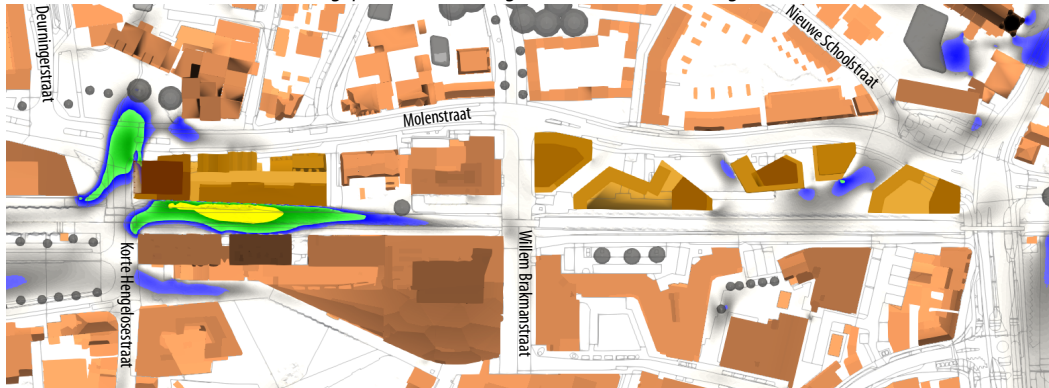 Deurningerstraat
Nieuwe Schoolstraat
Molenstraat
Korte Hengelosestraat
Willem Brakmanstraat